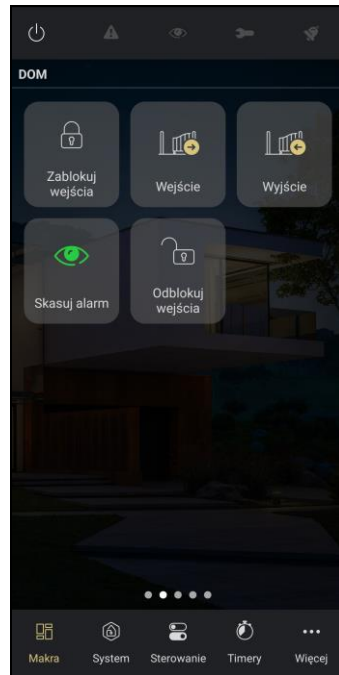 DOM
Zablokuj
wejścia
Wejście
Wyjście
Skasuj alarm
Odblokuj
wejścia
Makra
System
Sterowanie
Timery
Więcej